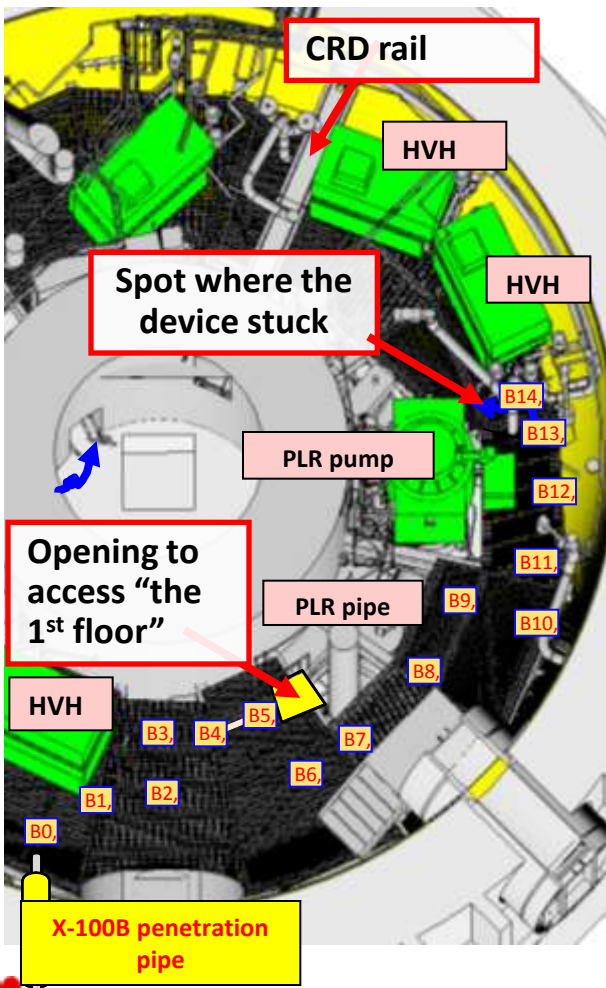 CRD rail
HVH
HVH
Spot where the
device stuck
B14,
B13,
PLR pump
B12,
Opening to
access “the
1st floor”
B11,
PLR pipe
B9,
B10,
B8,
HVH
B5,
B3,
B4,
B7,
B6,
B1,
B2,
B0,
X-100B penetration
pipe